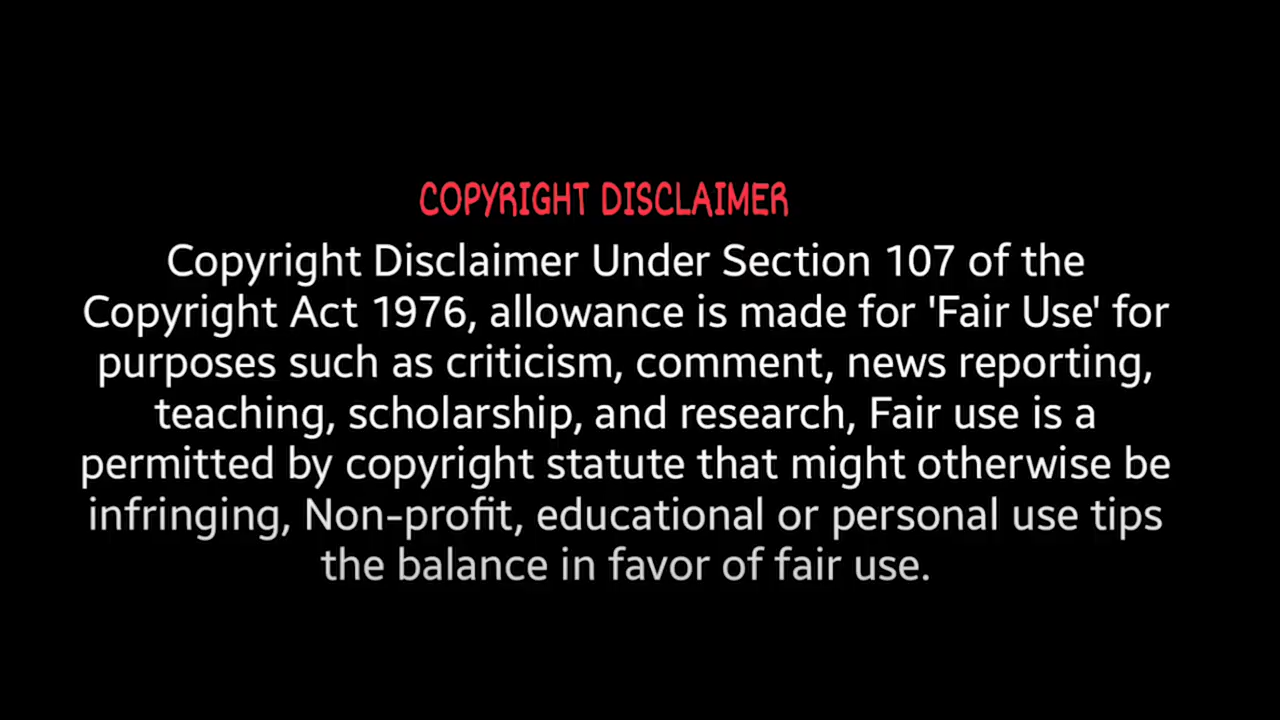 COPYRIGHT DISCLAIMER
Copyright Disclaimer Under Section 107 of the
Copyright Act 1976, allowance is made for 'Fair Use' for
purposes such as criticism, comment, news reporting,
teaching, scholarship, and research, Fair use is a
permitted by copyright statute that might otherwise be
infringing, Non-profit, educational or personal use tips
the balance in favor of fair use.